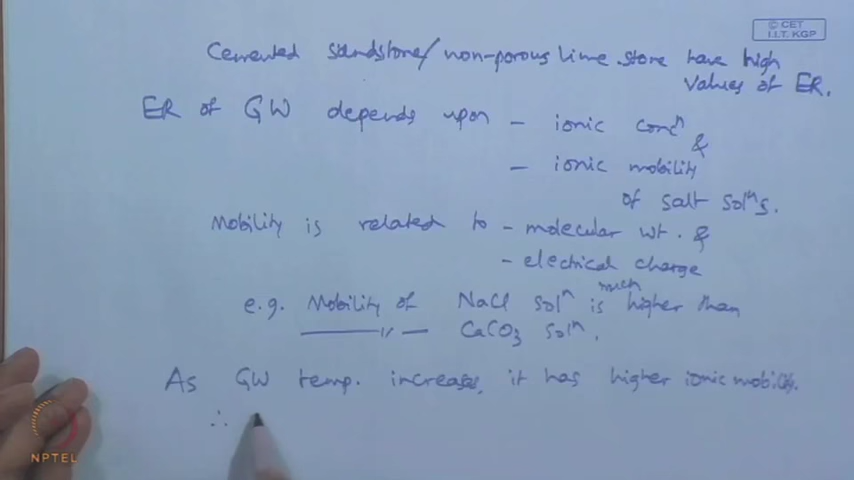 © CET
I.I.T. KGP
Cemented sandstone/non-porous lime stone have high
values of ER.
ER of GW depends upon - ionic concⁿ
&
- ionic mobility
of salt solⁿs.
Mobility is related to - molecular wt. &
- electrical charge
e.g. Mobility of NaCl solⁿ is much higher than
——〃— CaCO₃ solⁿ.
As GW temp. increases, it has higher ionic mobility.
∴
NPTEL